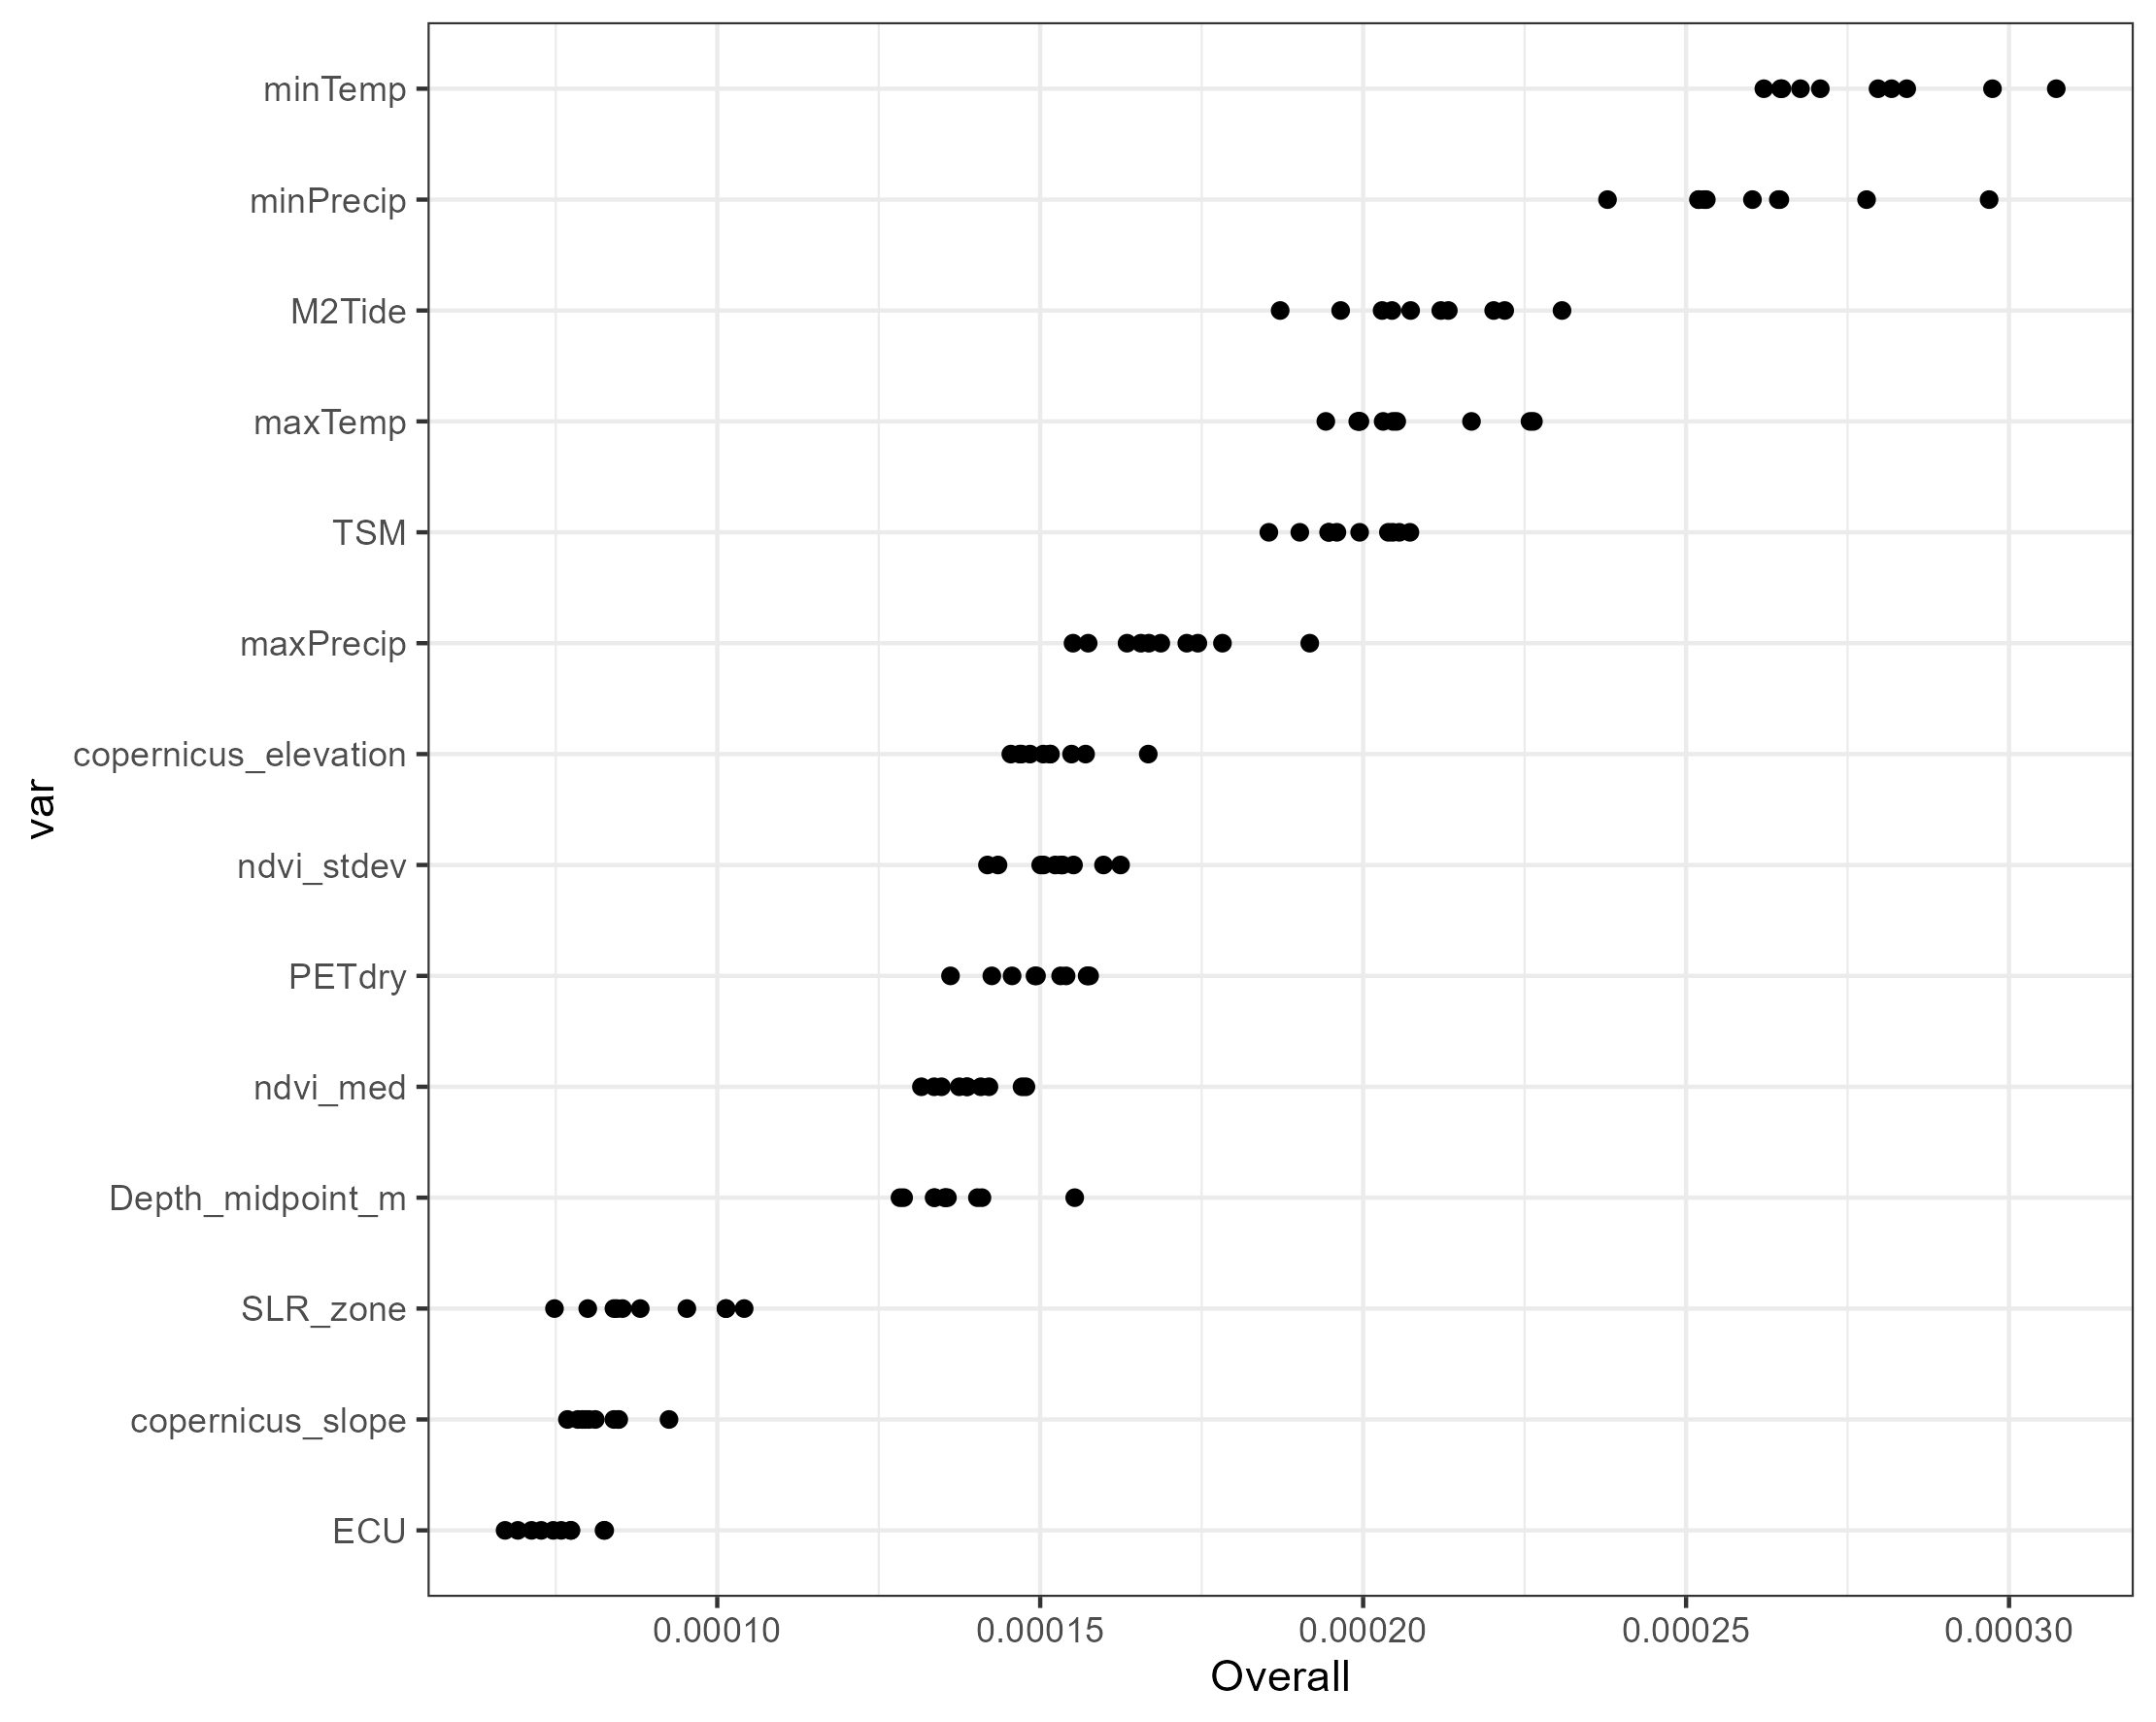 minTemp
minPrecip
M2Tide
maxTemp
TSM
maxPrecip
copernicus_elevation
ndvi_stdev
PETdry
ndvi_med
Depth_midpoint_m
SLR_zone
copernicus_slope
ECU
var
0.00010 0.00015 0.00020 0.00025 0.00030
Overall